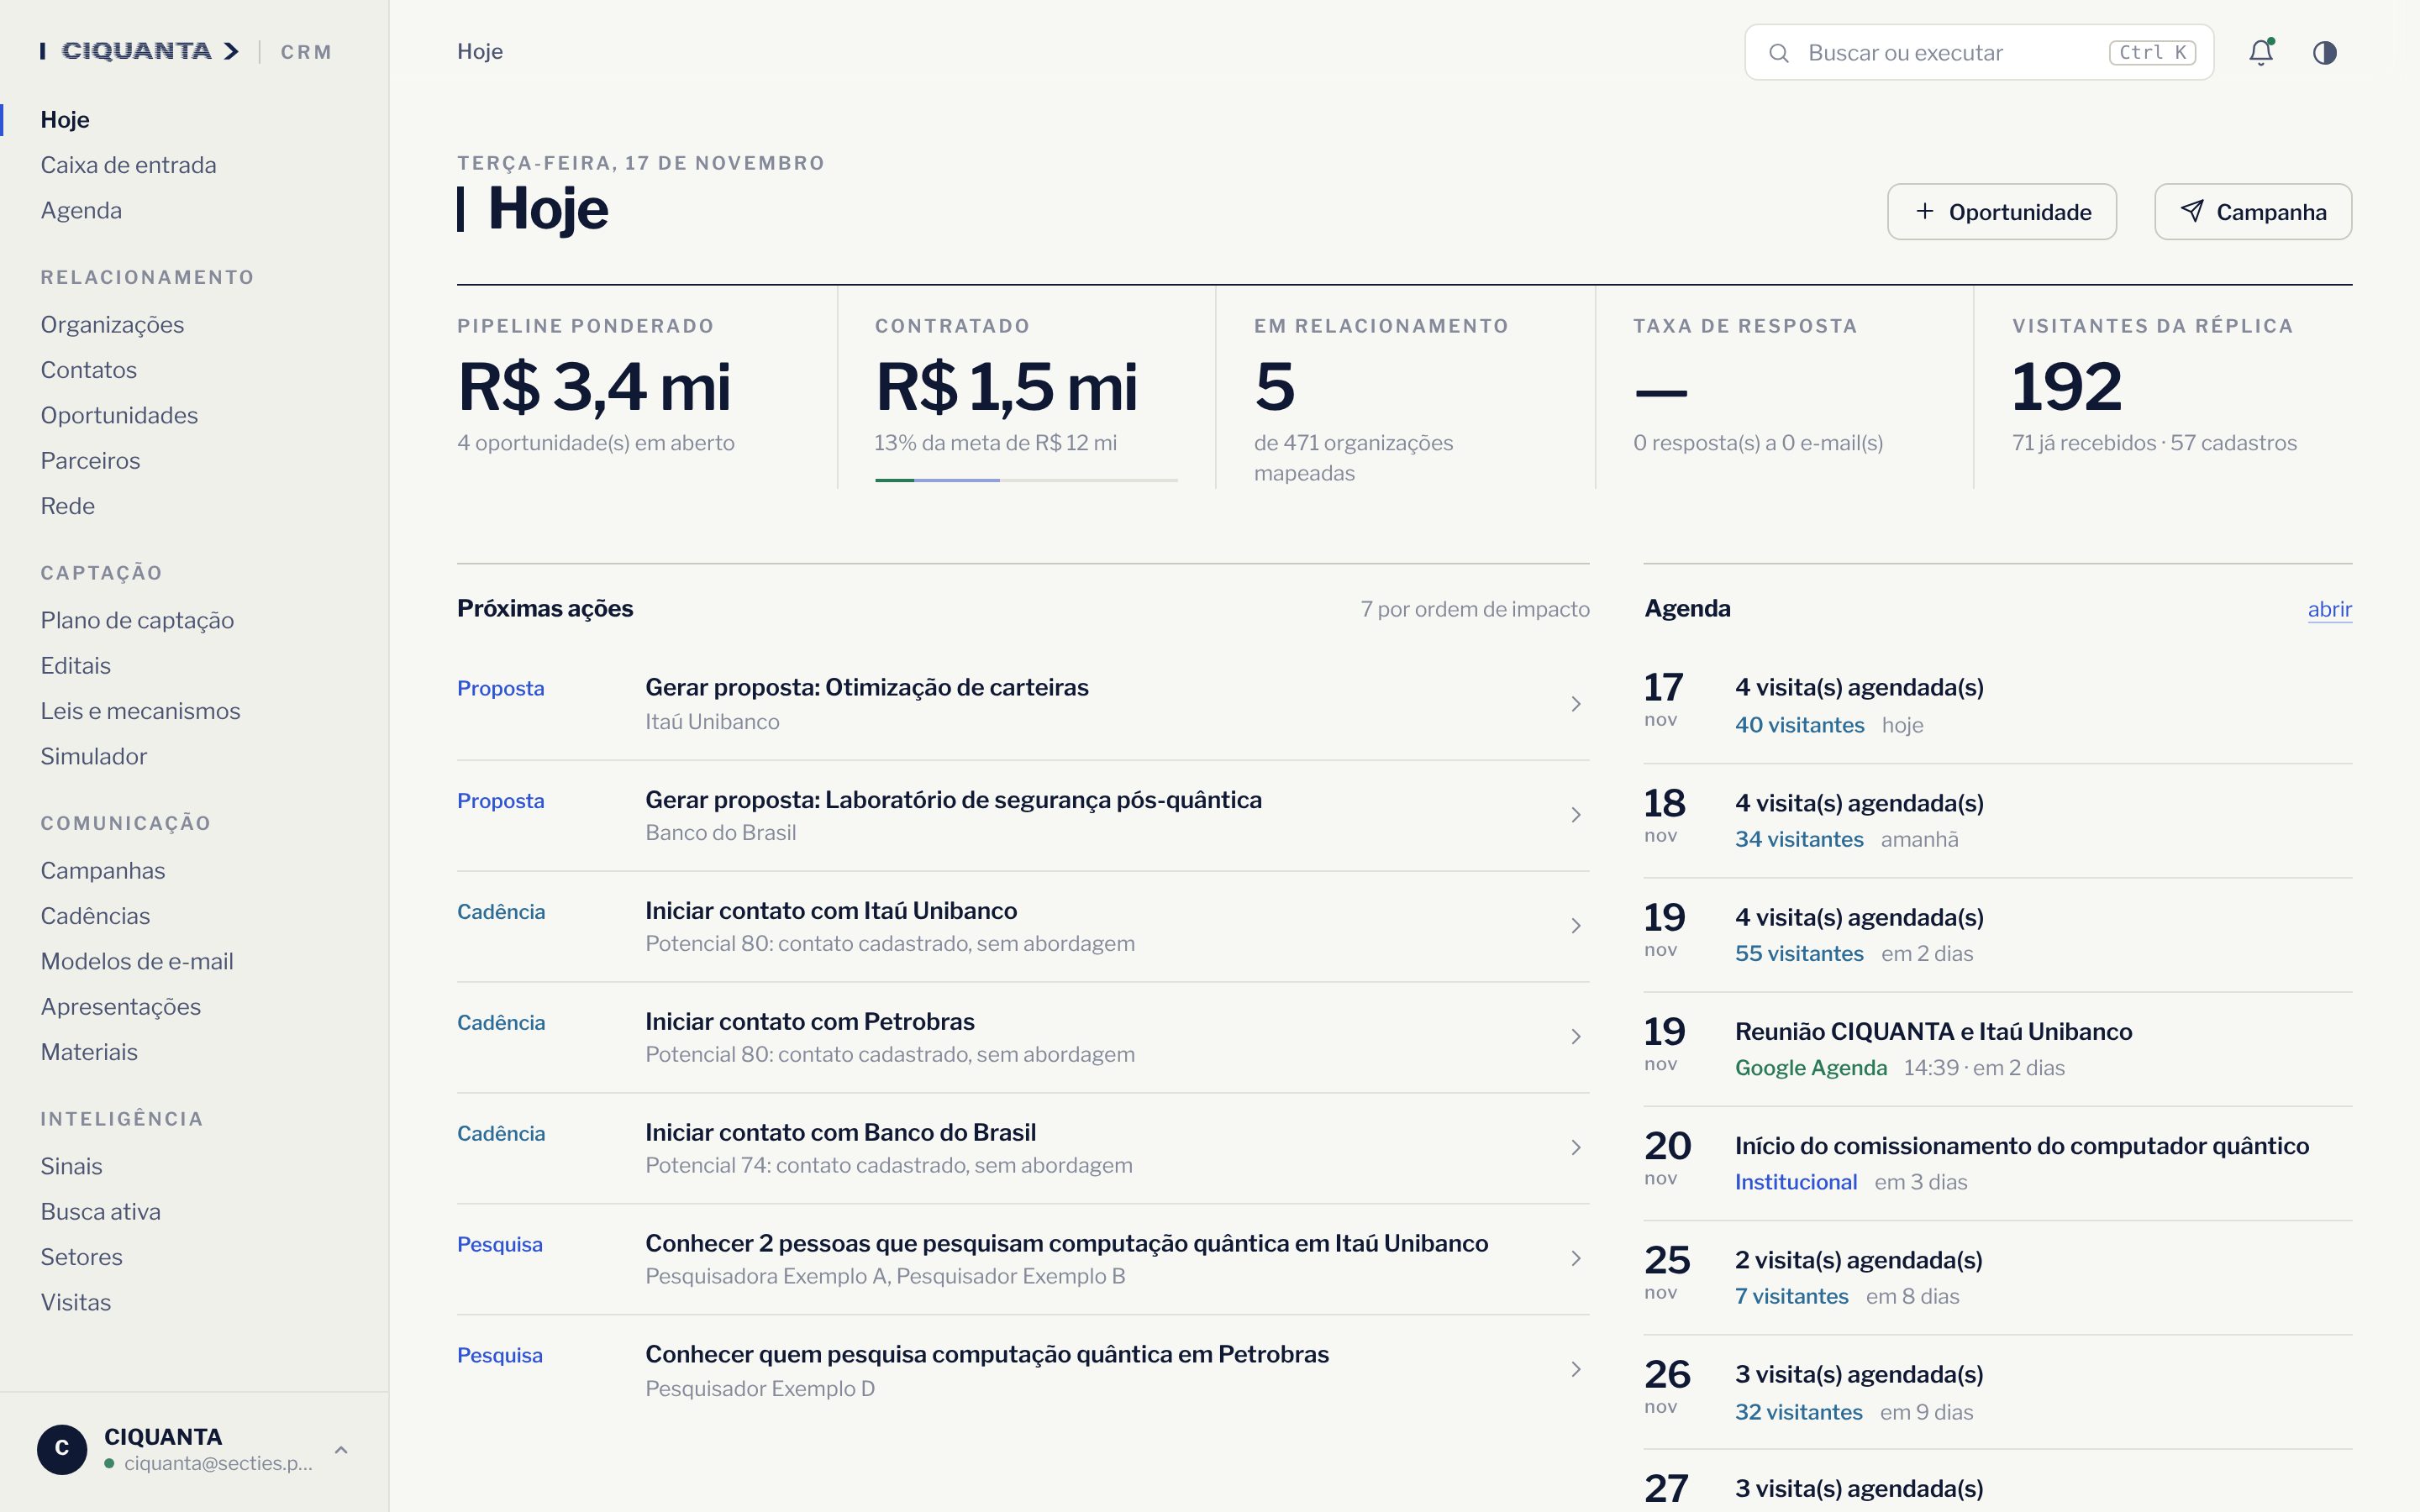 CIQUANTA
CRM
Hoje
Caixa de entrada
Agenda
RELACIONAMENTO
Organizações
Contatos
Oportunidades
Parceiros
Rede
CAPTAÇÃO
Plano de captação
Editais
Leis e mecanismos
Simulador
COMUNICAÇÃO
Campanhas
Cadências
Modelos de e-mail
Apresentações
Materiais
INTELIGÊNCIA
Sinais
Busca ativa
Setores
Visitas
C
CIQUANTA
ciquanta@secties.p...
Hoje
Buscar ou executar
Ctrl K
TERÇA-FEIRA, 17 DE NOVEMBRO
Hoje
+ Oportunidade
Campanha
PIPELINE PONDERADO
R$ 3,4 mi
4 oportunidade(s) em aberto
CONTRATADO
R$ 1,5 mi
13% da meta de R$ 12 mi
EM RELACIONAMENTO
5
de 471 organizações
mapeadas
TAXA DE RESPOSTA
—
0 resposta(s) a 0 e-mail(s)
VISITANTES DA RÉPLICA
192
71 já recebidos · 57 cadastros
Próximas ações
7 por ordem de impacto
Proposta
Gerar proposta: Otimização de carteiras
Itaú Unibanco
Proposta
Gerar proposta: Laboratório de segurança pós-quântica
Banco do Brasil
Cadência
Iniciar contato com Itaú Unibanco
Potencial 80: contato cadastrado, sem abordagem
Cadência
Iniciar contato com Petrobras
Potencial 80: contato cadastrado, sem abordagem
Cadência
Iniciar contato com Banco do Brasil
Potencial 74: contato cadastrado, sem abordagem
Pesquisa
Conhecer 2 pessoas que pesquisam computação quântica em Itaú Unibanco
Pesquisadora Exemplo A, Pesquisador Exemplo B
Pesquisa
Conhecer quem pesquisa computação quântica em Petrobras
Pesquisador Exemplo D
Agenda
abrir
17 nov
4 visita(s) agendada(s)
40 visitantes hoje
18 nov
4 visita(s) agendada(s)
34 visitantes amanhã
19 nov
4 visita(s) agendada(s)
55 visitantes em 2 dias
19 nov
Reunião CIQUANTA e Itaú Unibanco
Google Agenda 14:39 · em 2 dias
20 nov
Início do comissionamento do computador quântico
Institucional em 3 dias
25 nov
2 visita(s) agendada(s)
7 visitantes em 8 dias
26 nov
3 visita(s) agendada(s)
32 visitantes em 9 dias
27
3 visita(s) agendada(s)